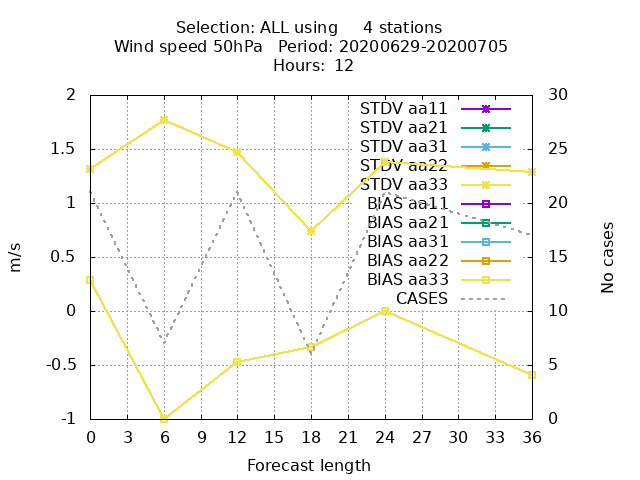 Selection: ALL using     4 stations
Wind speed 50hPa   Period: 20200629-20200705
Hours: 12
2
1.5
1
0.5
0
-0.5
-1
m/s
30
25
20
15
10
5
0
No cases
STDV aa11
STDV aa21
STDV aa31
STDV aa22
STDV aa33
BIAS aa11
BIAS aa21
BIAS aa31
BIAS aa22
BIAS aa33
CASES
0 3 6 9 12 15 18 21 24 27 30 33 36
Forecast length